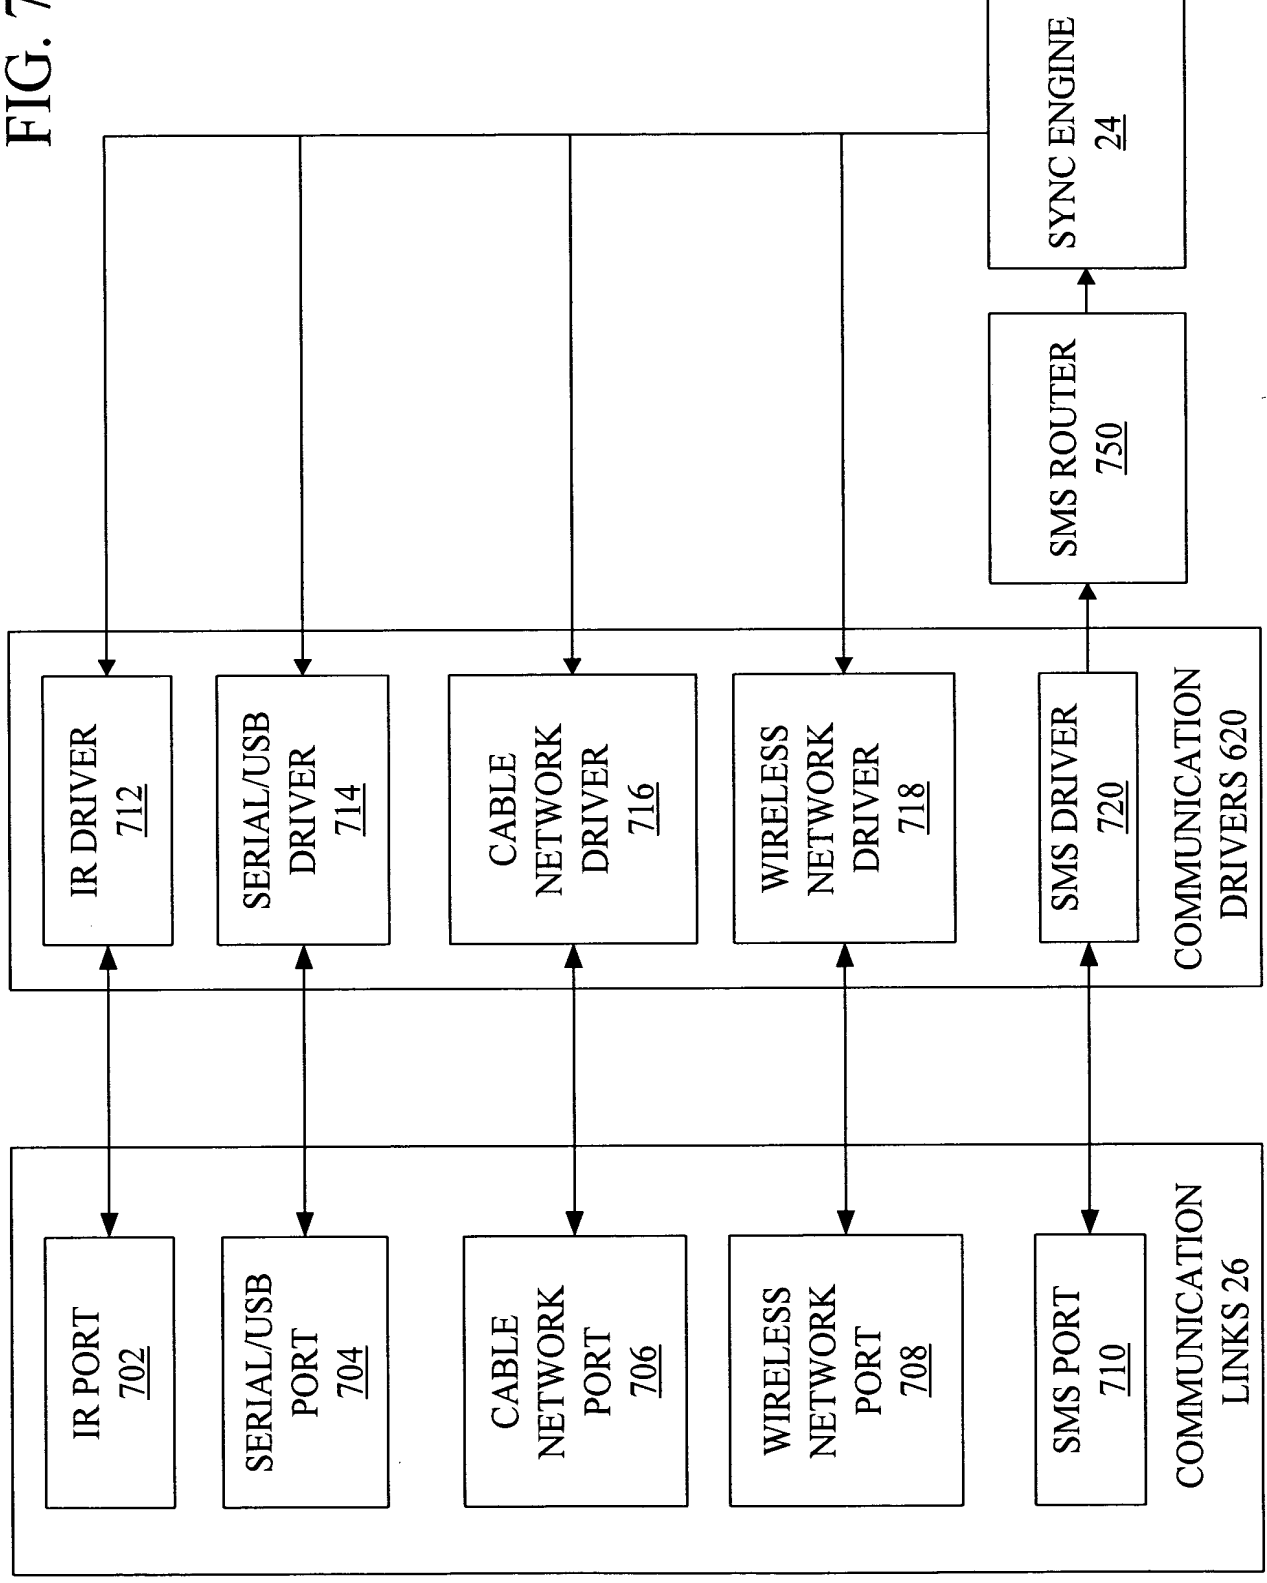 FIG. 7
IR PORT
702
SERIAL/USB
PORT
704
CABLE
NETWORK
PORT
706
WIRELESS
NETWORK
PORT
708
SMS PORT
710
COMMUNICATION
LINKS 26
IR DRIVER
712
SERIAL/USB
DRIVER
714
CABLE
NETWORK
DRIVER
716
WIRELESS
NETWORK
DRIVER
718
SMS DRIVER
720
COMMUNICATION
DRIVERS 620
SMS ROUTER
750
SYNC ENGINE
24